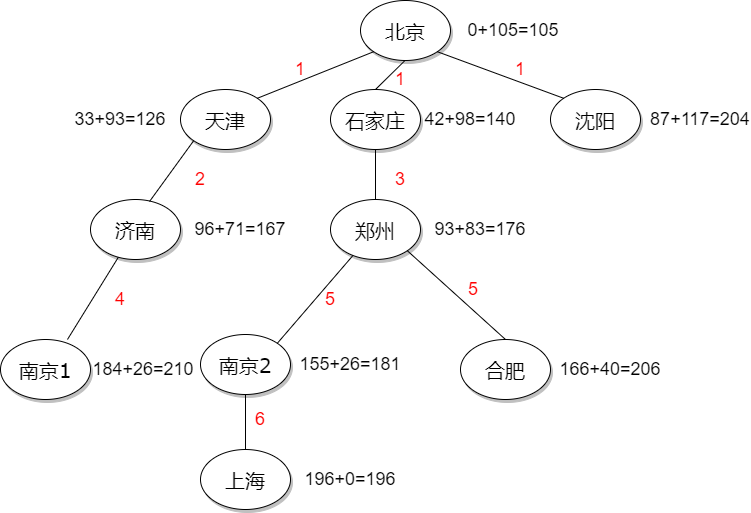 北京
0+105=105
1
1
1
天津
33+93=126
石家庄
42+98=140
沈阳
87+117=204
2
3
济南
96+71=167
郑州
93+83=176
4
5
5
南京1
184+26=210
南京2
155+26=181
合肥
166+40=206
6
上海
196+0=196